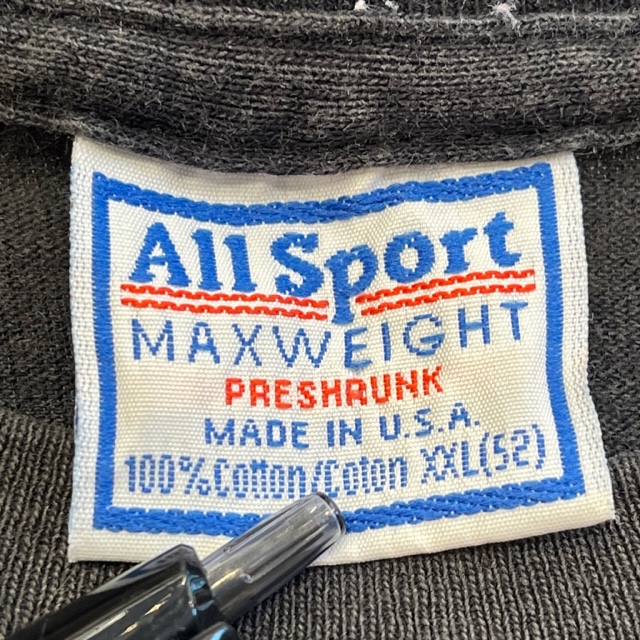 All Sport
MAXWEIGHT
PRESHRUNK
MADE IN U.S.A.
100% Cotton/Coton XXL(52)